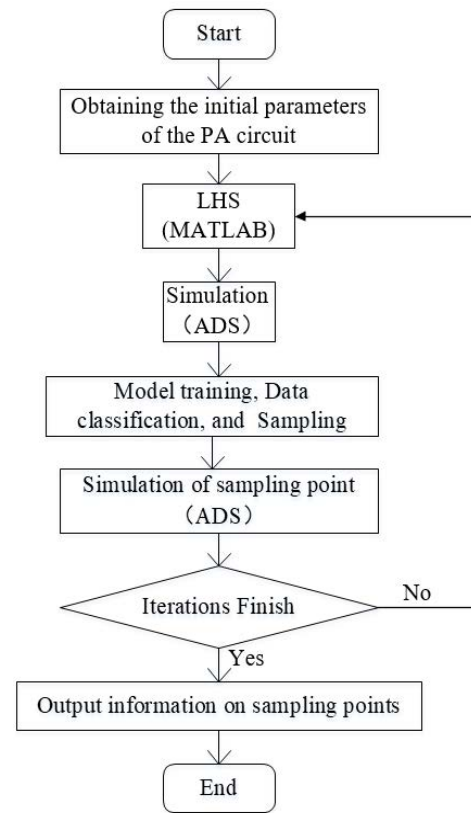 Start
Obtaining the initial parameters
of the PA circuit
LHS
(MATLAB)
Simulation
（ADS）
Model training, Data
classification, and Sampling
Simulation of sampling point
（ADS）
Iterations Finish
No
Yes
Output information on sampling points
End